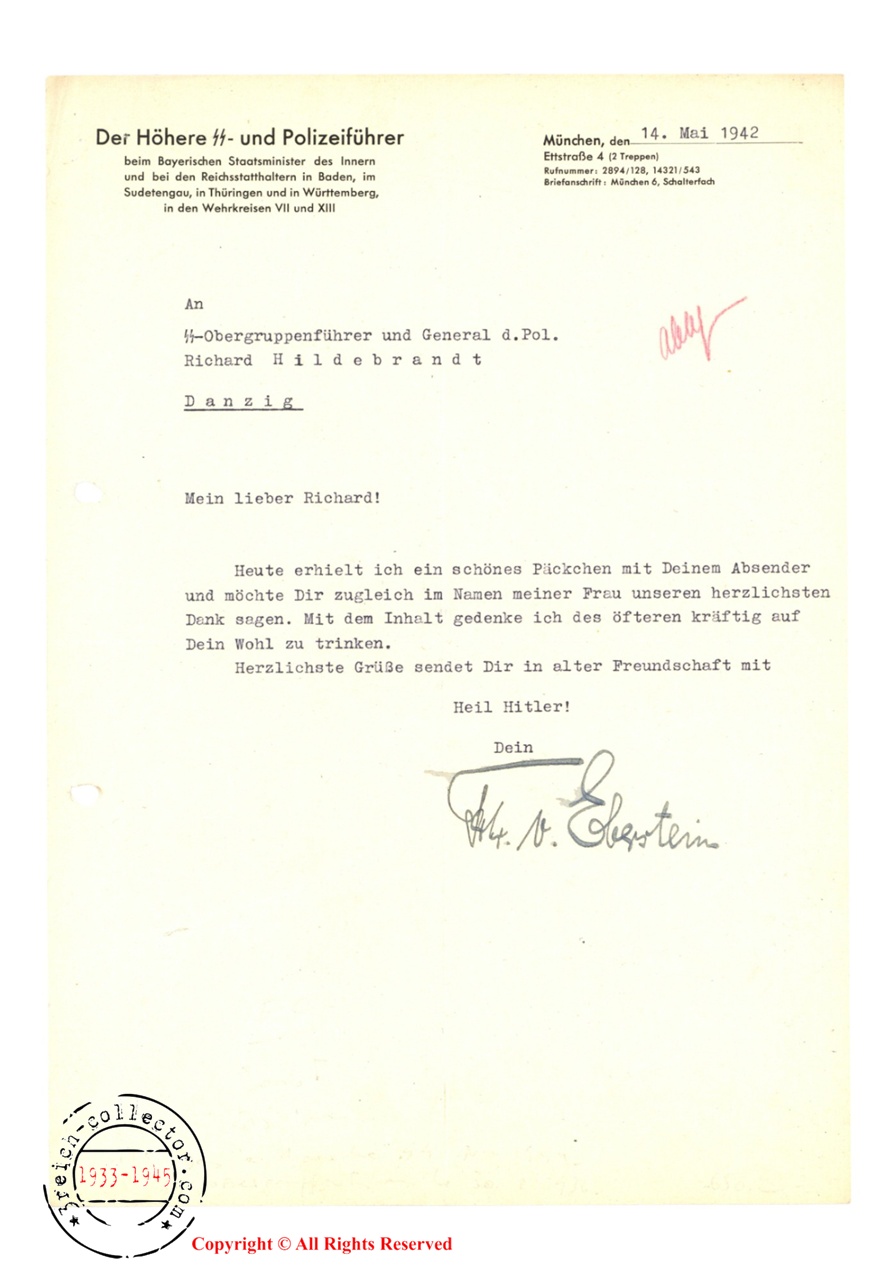 Der Höhere ᛋᛋ- und Polizeiführer
beim Bayerischen Staatsminister des Innern
und bei den Reichsstatthaltern in Baden, im
Sudetengau, in Thüringen und in Württemberg,
in den Wehrkreisen VII und XIII
München, den 14. Mai 1942
Ettstraße 4 (2 Treppen)
Rufnummer: 2894/128, 14321/543
Briefanschrift: München 6, Schalterfach
An
ᛋᛋ-Obergruppenführer und General d.Pol.
Richard H i l d e b r a n d t
D a n z i g
Mein lieber Richard!
Heute erhielt ich ein schönes Päckchen mit Deinem Absender
und möchte Dir zugleich im Namen meiner Frau unseren herzlichsten
Dank sagen. Mit dem Inhalt gedenke ich des öfteren kräftig auf
Dein Wohl zu trinken.
Herzlichste Grüße sendet Dir in alter Freundschaft mit
Heil Hitler!
Dein
v. Eberstein
3reich-collector.com
1933-1945
Copyright © All Rights Reserved